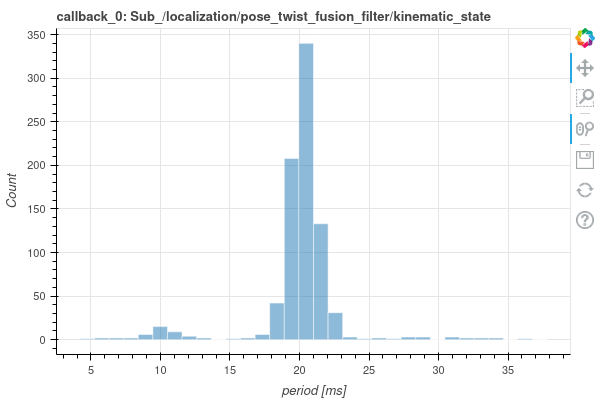 callback_0: Sub_/localization/pose_twist_fusion_filter/kinematic_state
350
300
250
200
150
100
50
0
Count
5 10 15 20 25 30 35
period [ms]